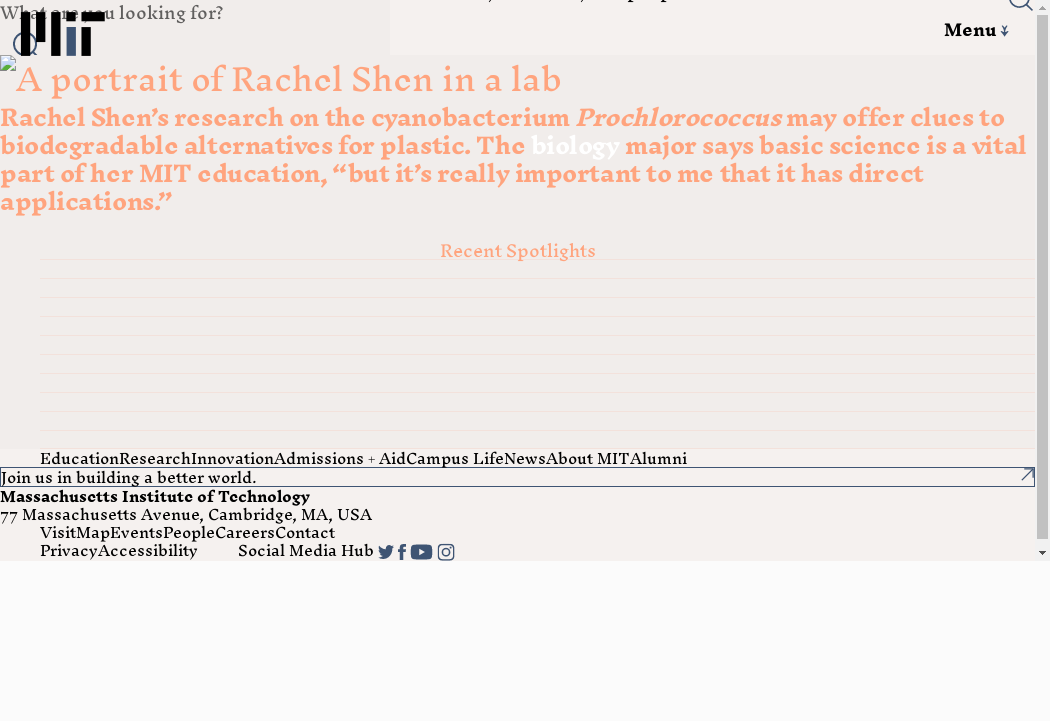 What are you looking for?
MiT
Menu
A portrait of Rachel Shen in a lab
Rachel Shen’s research on the cyanobacterium Prochlorococcus may offer clues to
biodegradable alternatives for plastic. The biology major says basic science is a vital
part of her MIT education, “but it’s really important to me that it has direct
applications.”
Recent Spotlights
EducationResearchInnovationAdmissions + AidCampus LifeNewsAbout MITAlumni
Join us in building a better world.
Massachusetts Institute of Technology
77 Massachusetts Avenue, Cambridge, MA, USA
VisitMapEventsPeopleCareersContact
PrivacyAccessibility Social Media Hub